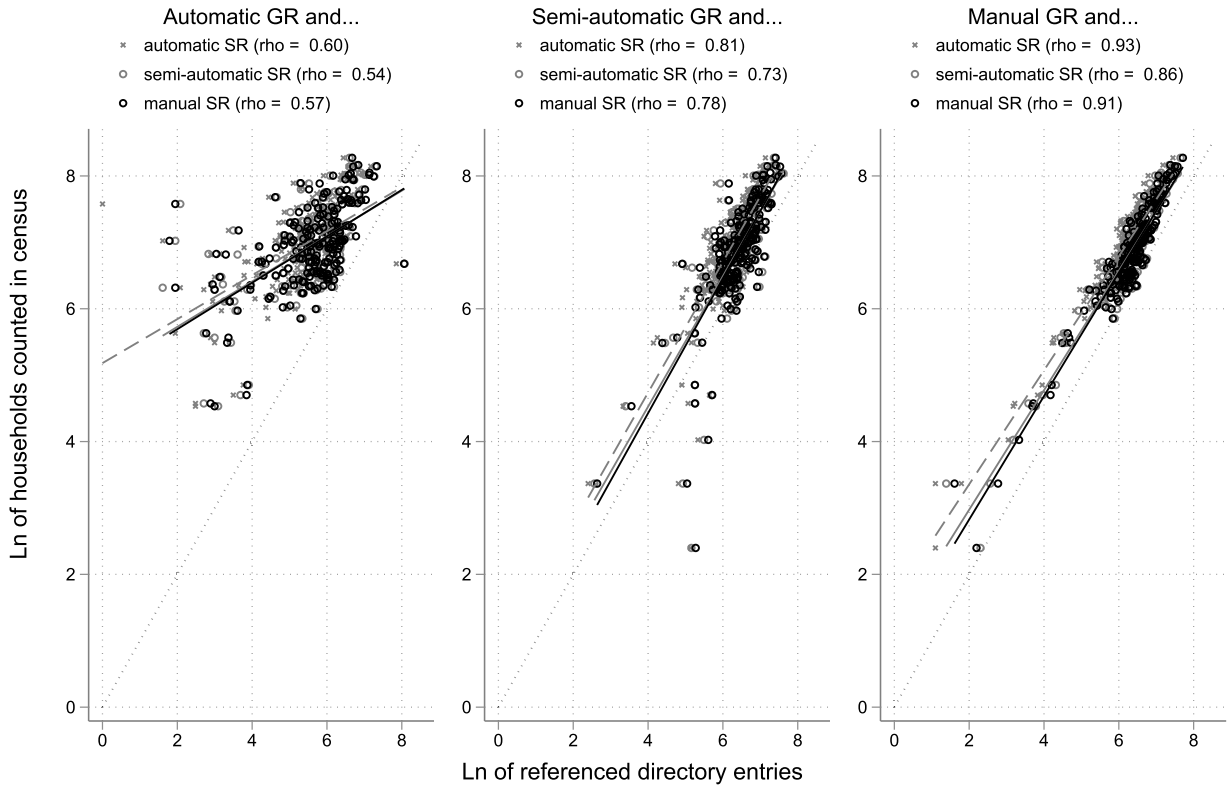 Automatic GR and...
automatic SR (rho =  0.60)
semi-automatic SR (rho =  0.54)
manual SR (rho =  0.57)
Semi-automatic GR and...
automatic SR (rho =  0.81)
semi-automatic SR (rho =  0.73)
manual SR (rho =  0.78)
Manual GR and...
automatic SR (rho =  0.93)
semi-automatic SR (rho =  0.86)
manual SR (rho =  0.91)
Ln of households counted in census
8
6
4
2
0
0 2 4 6 8
8
6
4
2
0
0 2 4 6 8
8
6
4
2
0
0 2 4 6 8
Ln of referenced directory entries